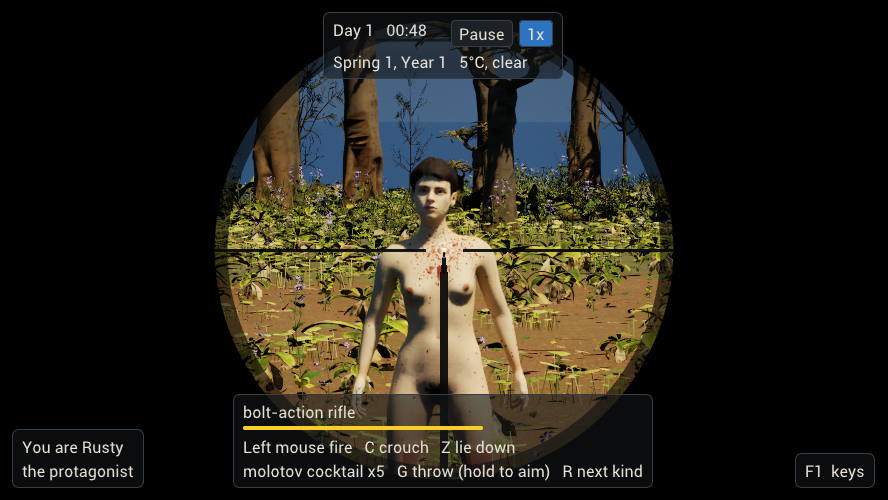 Day 1 00:48 Pause 1x
Spring 1, Year 1 5°C, clear
bolt-action rifle
Left mouse fire C crouch Z lie down
molotov cocktail x5 G throw (hold to aim) R next kind
You are Rusty
the protagonist
F1 keys